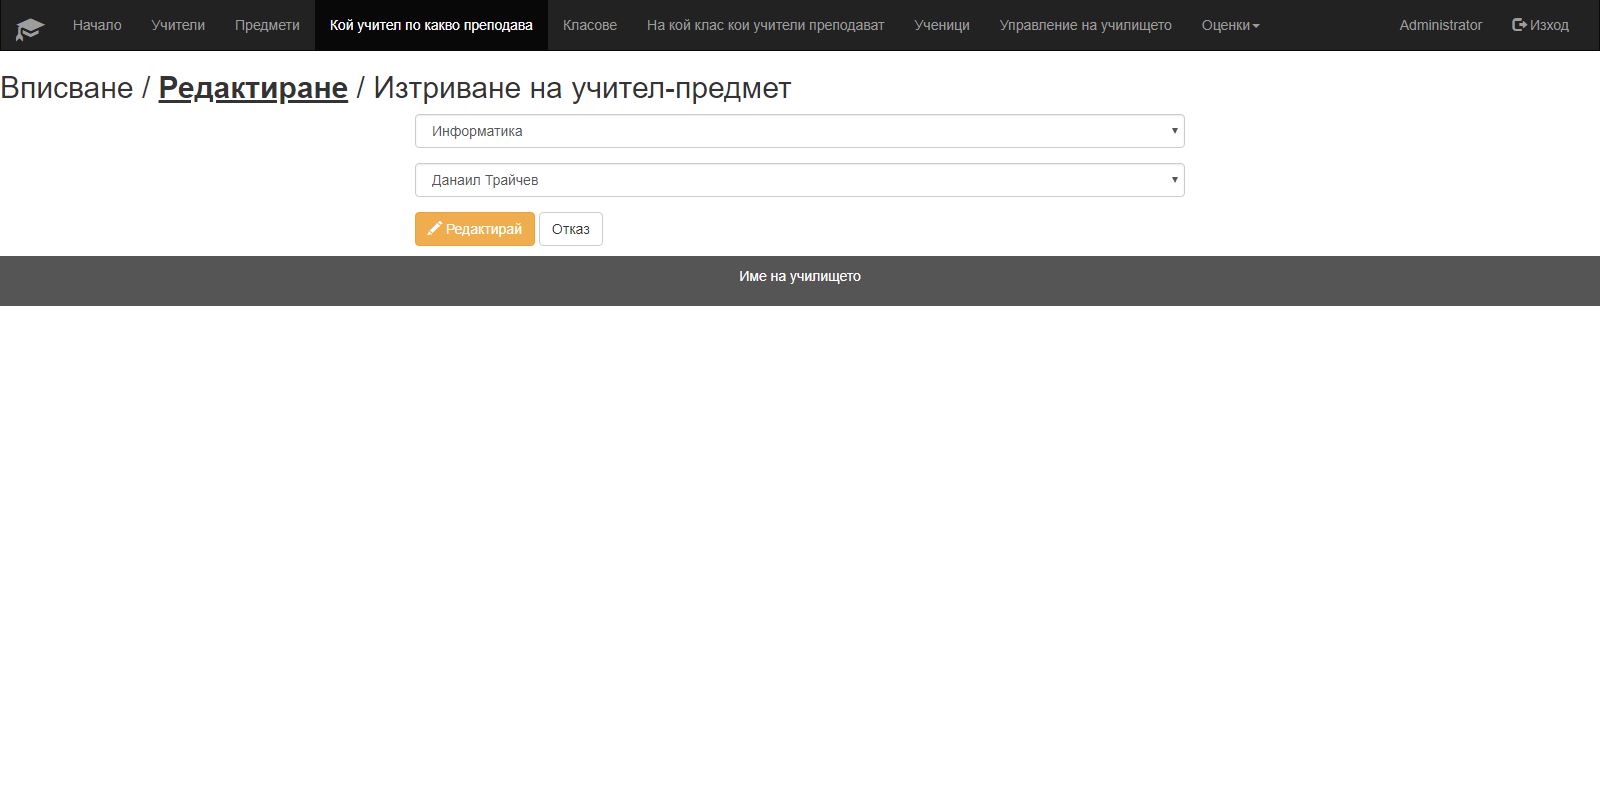 Начало Учители Предмети Кой учител по какво преподава Класове На кой клас кои учители преподават Ученици Управление на училището Оценки Administrator Изход
Вписване / Редактиране / Изтриване на учител-предмет
Информатика
Данаил Трайчев
Редактирай Отказ
Име на училището